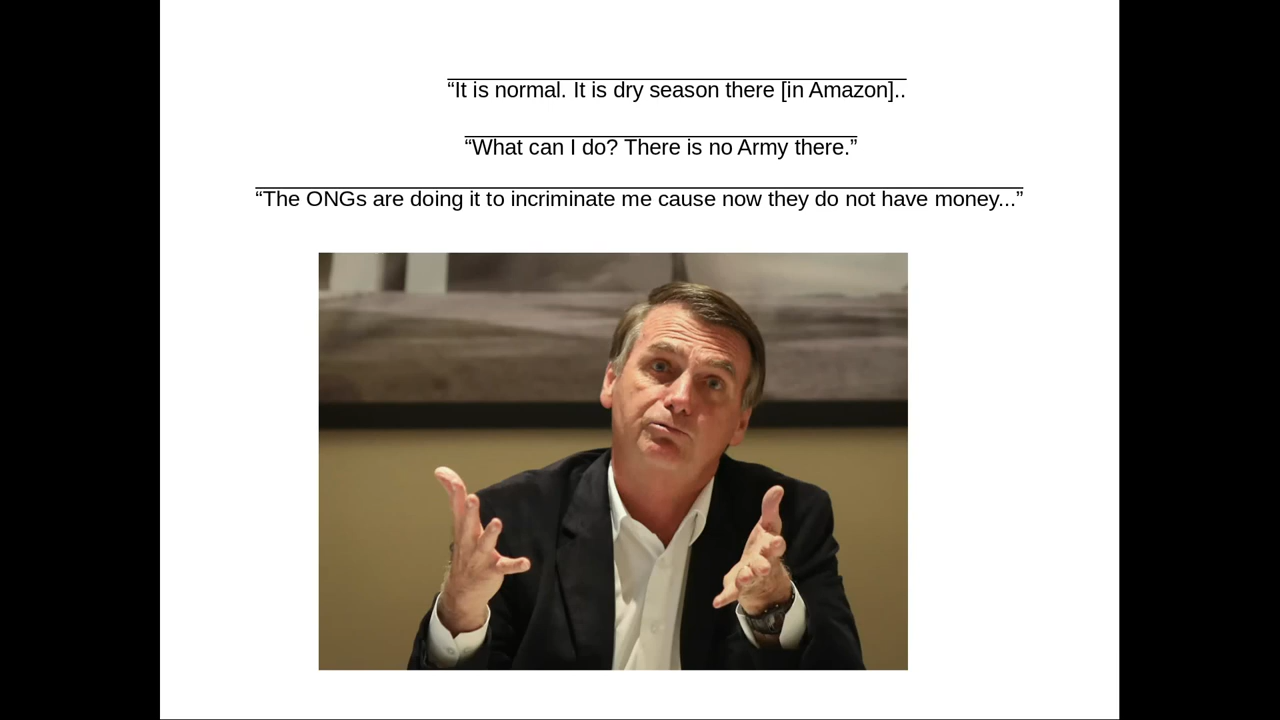 “It is normal. It is dry season there [in Amazon]..
“What can I do? There is no Army there.”
“The ONGs are doing it to incriminate me cause now they do not have money...”